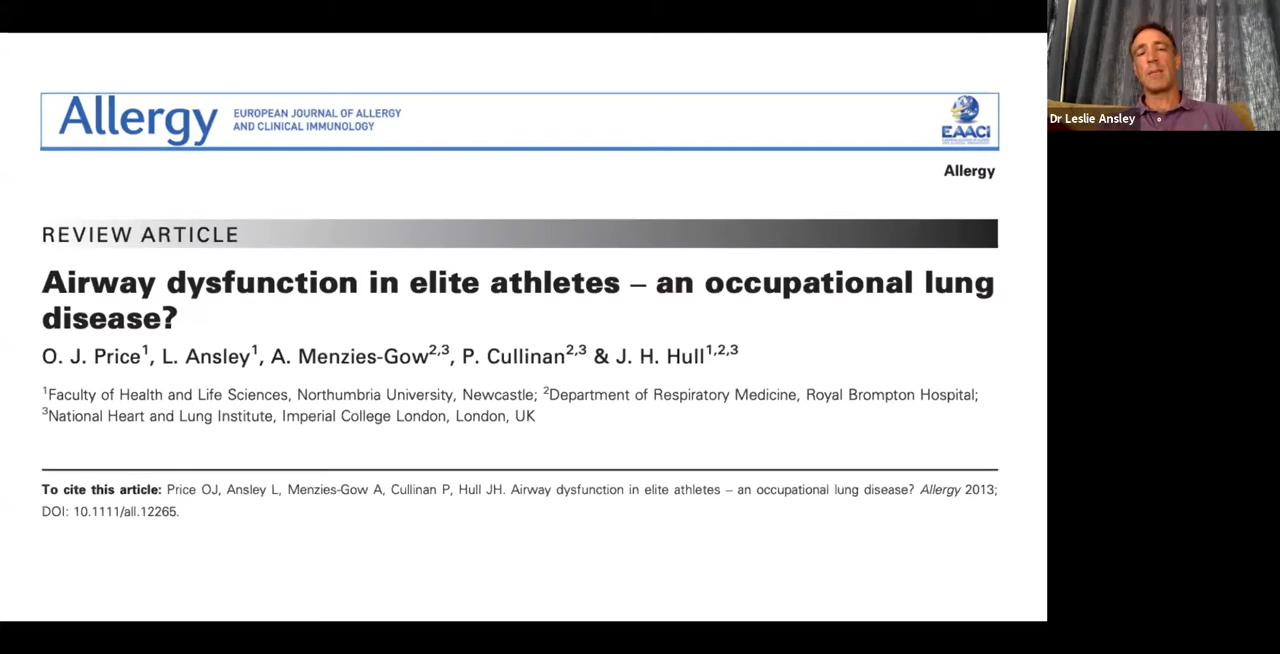 Allergy
EUROPEAN JOURNAL OF ALLERGY
AND CLINICAL IMMUNOLOGY
EAACI
Allergy
REVIEW ARTICLE
Airway dysfunction in elite athletes – an occupational lung
disease?
O. J. Price1, L. Ansley1, A. Menzies-Gow2,3, P. Cullinan2,3 & J. H. Hull1,2,3
1Faculty of Health and Life Sciences, Northumbria University, Newcastle; 2Department of Respiratory Medicine, Royal Brompton Hospital;
3National Heart and Lung Institute, Imperial College London, London, UK
To cite this article: Price OJ, Ansley L, Menzies-Gow A, Cullinan P, Hull JH. Airway dysfunction in elite athletes – an occupational lung disease? Allergy 2013;
DOI: 10.1111/all.12265.
Dr Leslie Ansley